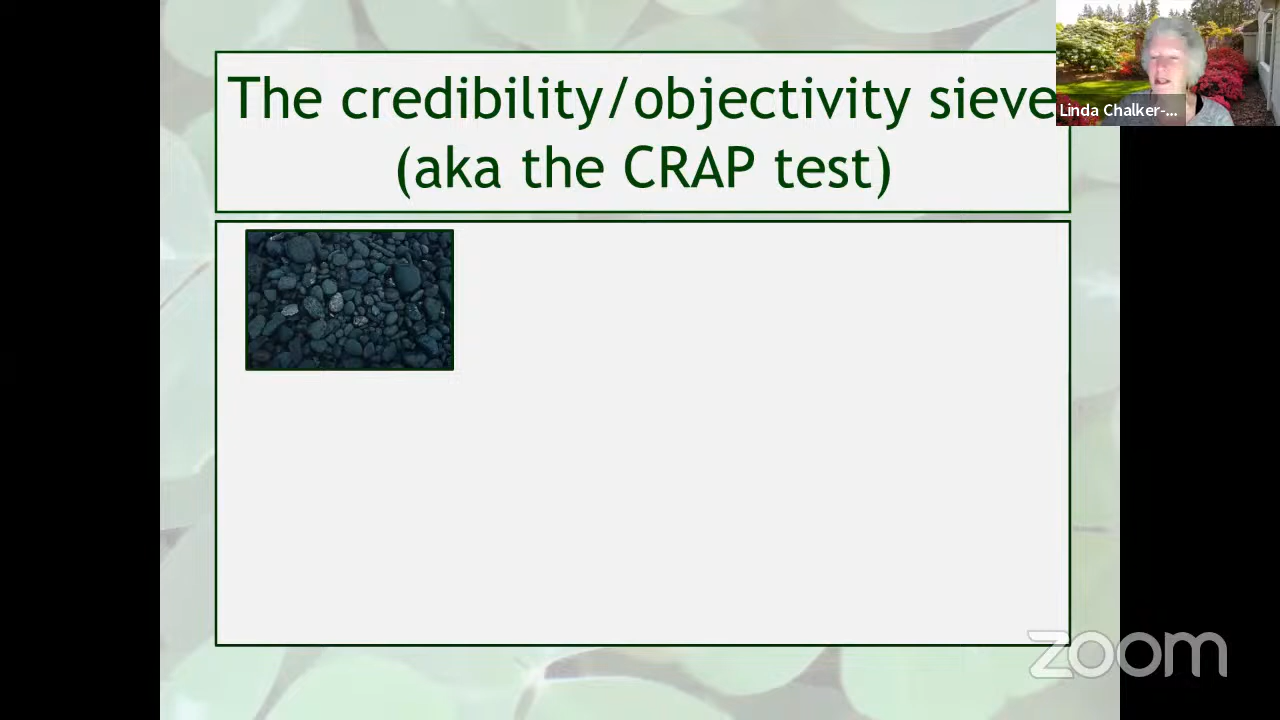 The credibility/objectivity sieve
(aka the CRAP test)
Linda Chalker-...
zoom